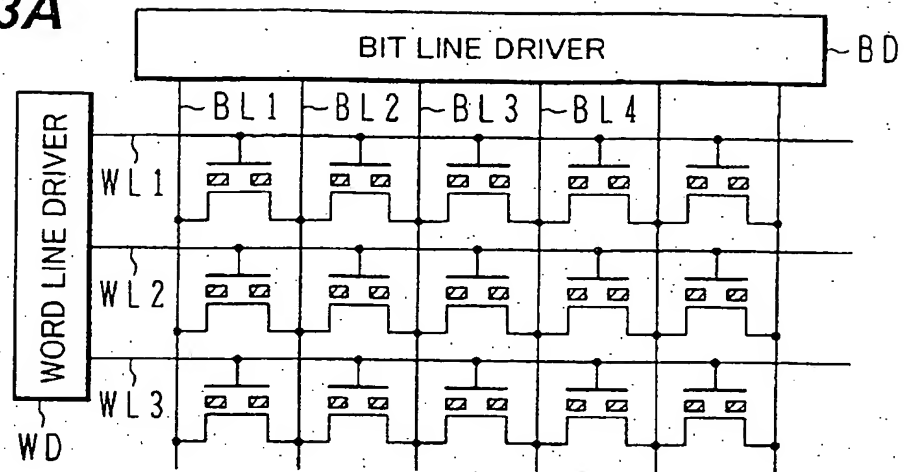 3A
BIT LINE DRIVER
BD
BL1
BL2
BL3
BL4
WORD LINE DRIVER
WL1
WL2
WL3
WD